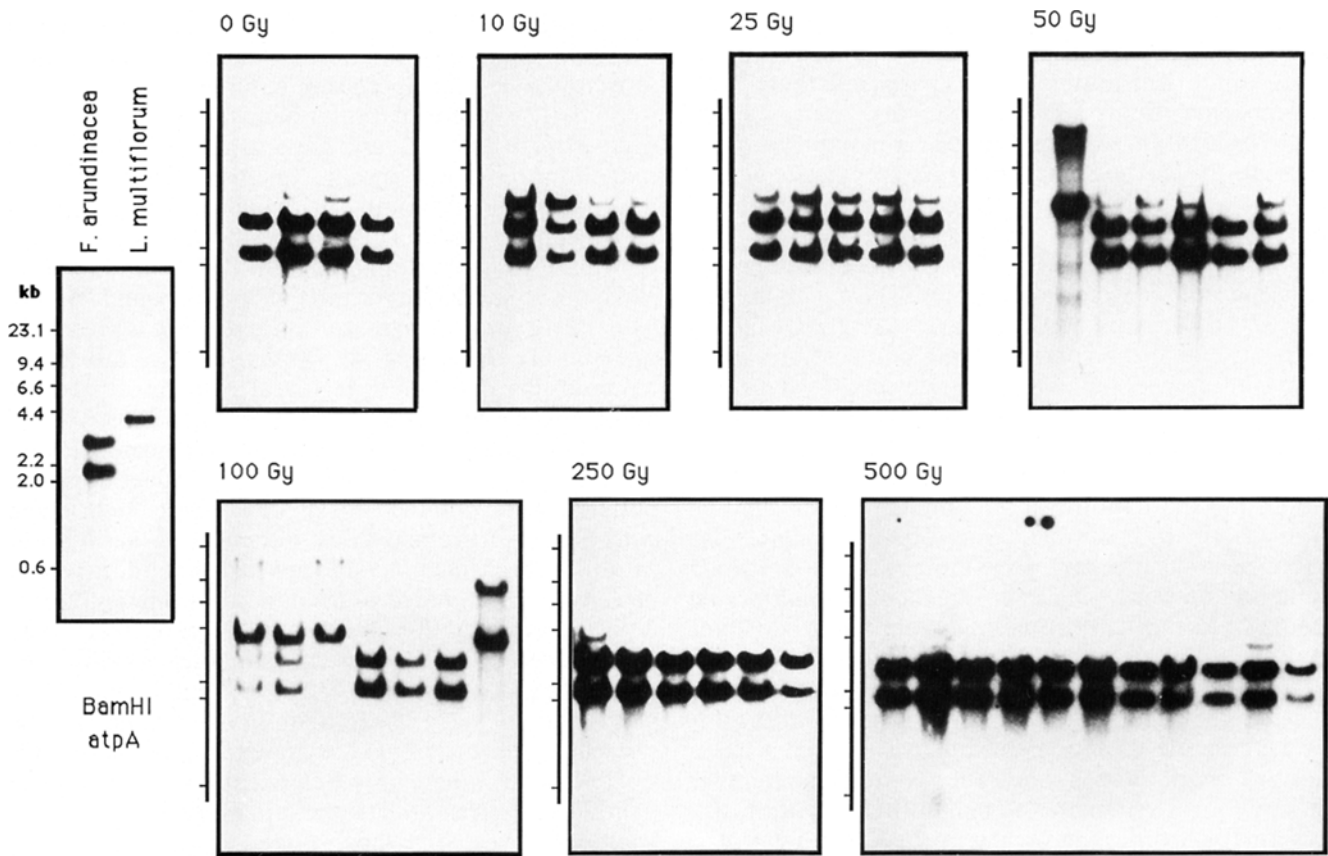 0 Gy
10 Gy
25 Gy
50 Gy
F. arundinacea
L. multiflorum
kb
23.1
9.4
6.6
4.4
2.2
2.0
0.6
100 Gy
250 Gy
500 Gy
BamHI
atpA